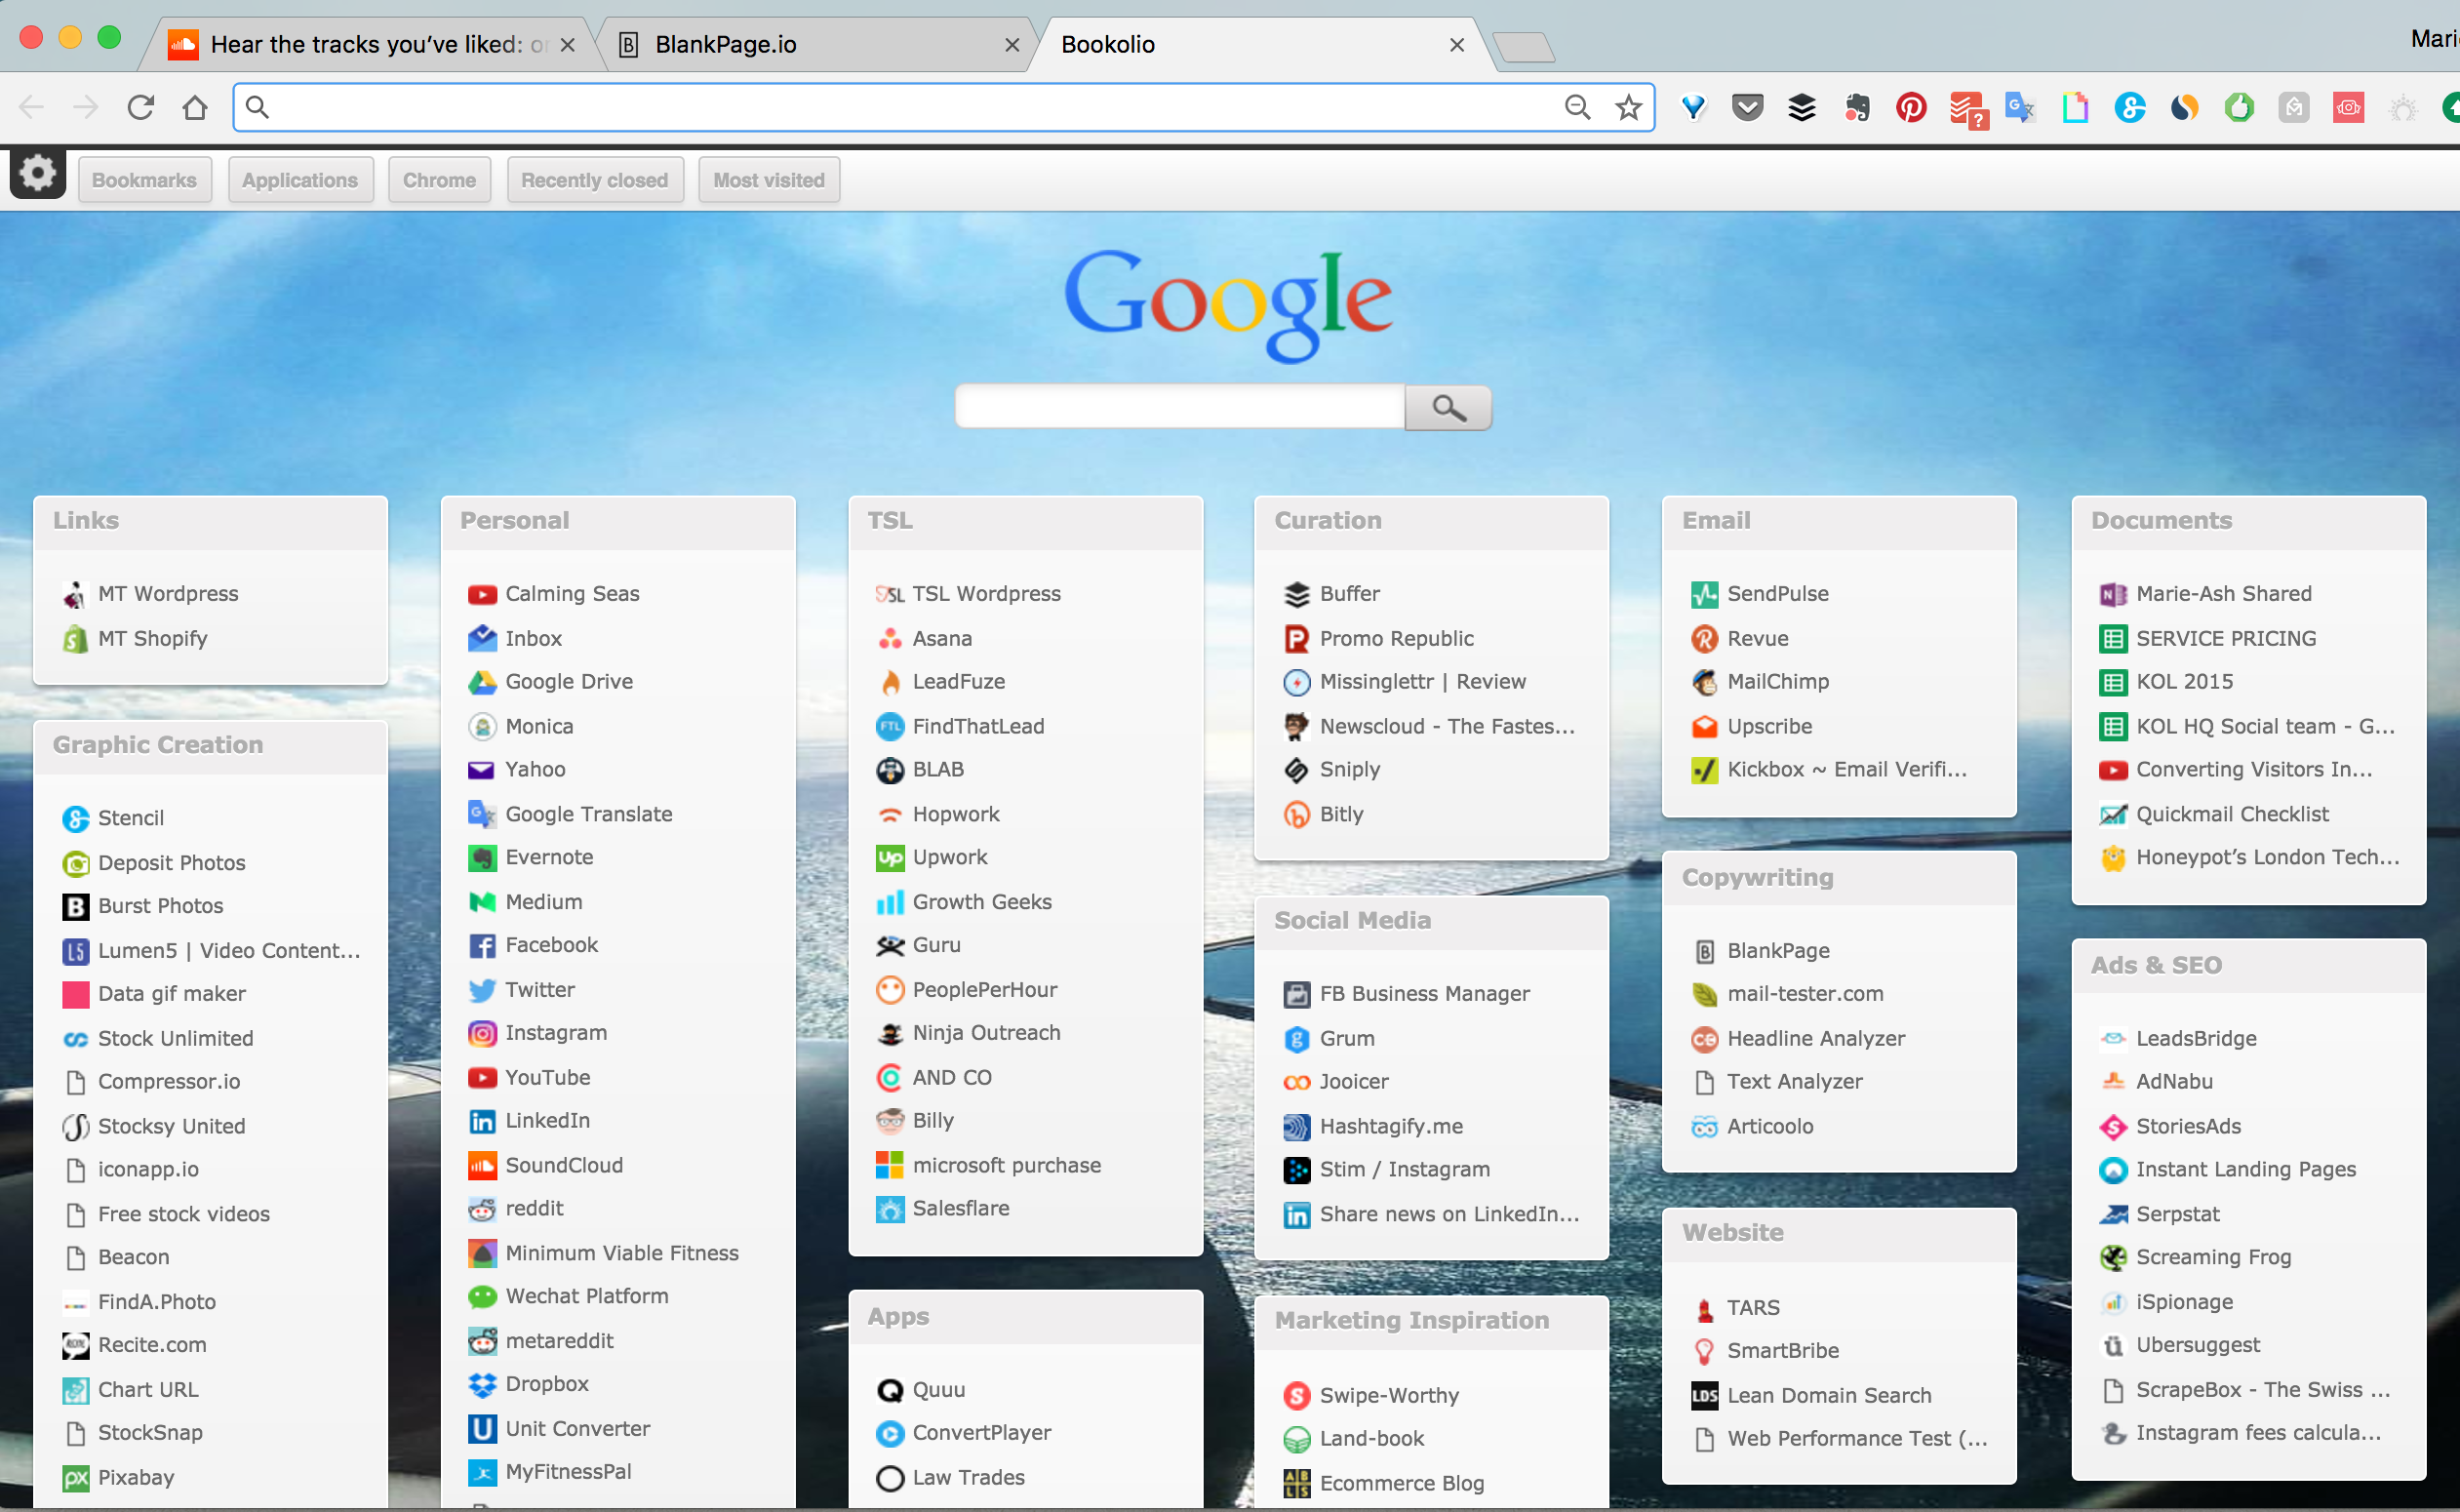 Hear the tracks you've liked: or
BlankPage.io
Bookolio
Bookmarks
Applications
Chrome
Recently closed
Most visited
Google
Links
MT Wordpress
MT Shopify
Graphic Creation
Stencil
Deposit Photos
Burst Photos
Lumen5 | Video Content...
Data gif maker
Stock Unlimited
Compressor.io
Stocksy United
iconapp.io
Free stock videos
Beacon
FindA.Photo
Recite.com
Chart URL
StockSnap
Pixabay
Personal
Calming Seas
Inbox
Google Drive
Monica
Yahoo
Google Translate
Evernote
Medium
Facebook
Twitter
Instagram
YouTube
LinkedIn
SoundCloud
reddit
Minimum Viable Fitness
Wechat Platform
metareddit
Dropbox
Unit Converter
MyFitnessPal
TSL
TSL Wordpress
Asana
LeadFuze
FindThatLead
BLAB
Hopwork
Upwork
Growth Geeks
Guru
PeoplePerHour
Ninja Outreach
AND CO
Billy
microsoft purchase
Salesflare
Apps
Quuu
ConvertPlayer
Law Trades
Curation
Buffer
Promo Republic
Missinglettr | Review
Newscloud - The Fastes...
Sniply
Bitly
Social Media
FB Business Manager
Grum
Jooicer
Hashtagify.me
Stim / Instagram
Share news on LinkedIn...
Marketing Inspiration
Swipe-Worthy
Land-book
Ecommerce Blog
Email
SendPulse
Revue
MailChimp
Upscribe
Kickbox ~ Email Verifi...
Copywriting
BlankPage
mail-tester.com
Headline Analyzer
Text Analyzer
Articoolo
Website
TARS
SmartBribe
Lean Domain Search
Web Performance Test (...
Documents
Marie-Ash Shared
SERVICE PRICING
KOL 2015
KOL HQ Social team - G...
Converting Visitors In...
Quickmail Checklist
Honeypot's London Tech...
Ads & SEO
LeadsBridge
AdNabu
StoriesAds
Instant Landing Pages
Serpstat
Screaming Frog
iSpionage
Ubersuggest
ScrapeBox - The Swiss ...
Instagram fees calcula...